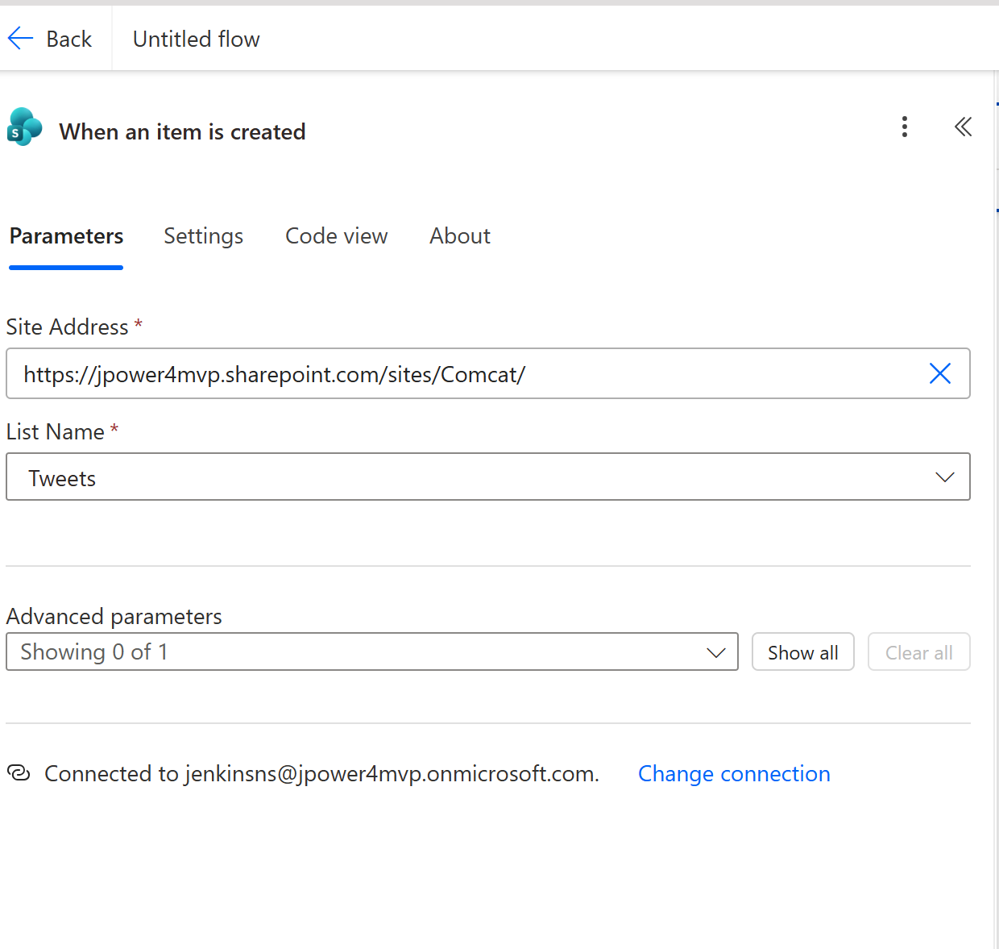 Back
Untitled flow
S
When an item is created
Parameters
Settings
Code view
About
Site Address *
https://jpower4mvp.sharepoint.com/sites/Comcat/
List Name *
Tweets
Advanced parameters
Showing 0 of 1
Show all
Clear all
Connected to jenkinsns@jpower4mvp.onmicrosoft.com.
Change connection